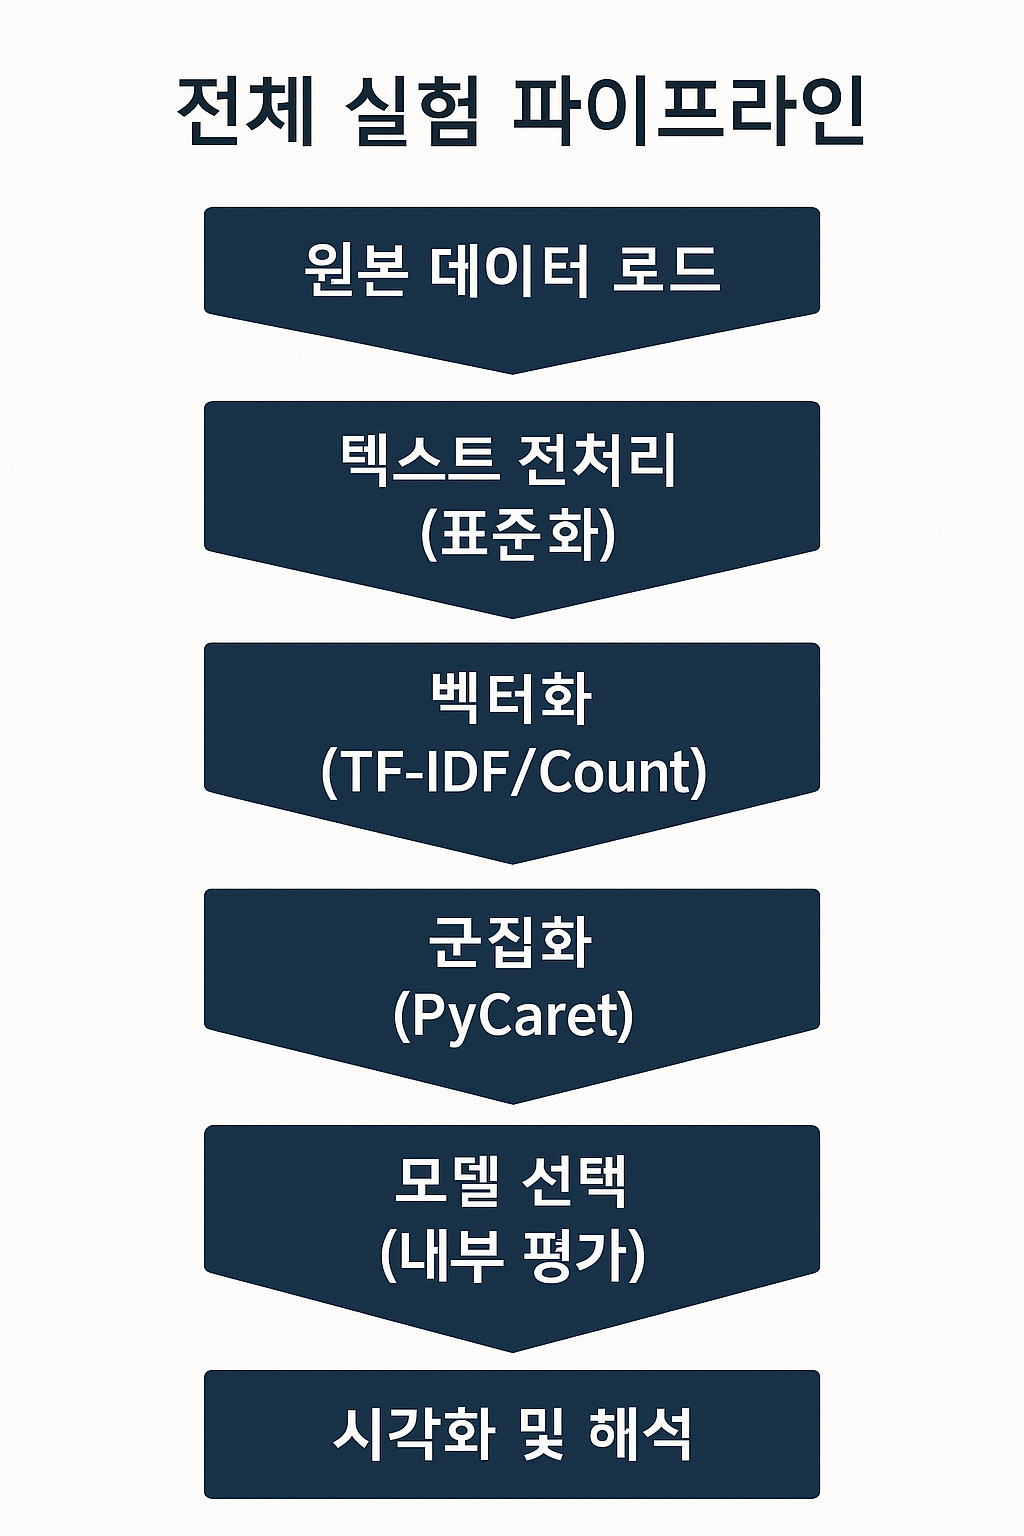 전체 실험 파이프라인
원본 데이터 로드
텍스트 전처리
(표준화)
벡터화
(TF-IDF/Count)
군집화
(PyCaret)
모델 선택
(내부 평가)
시각화 및 해석